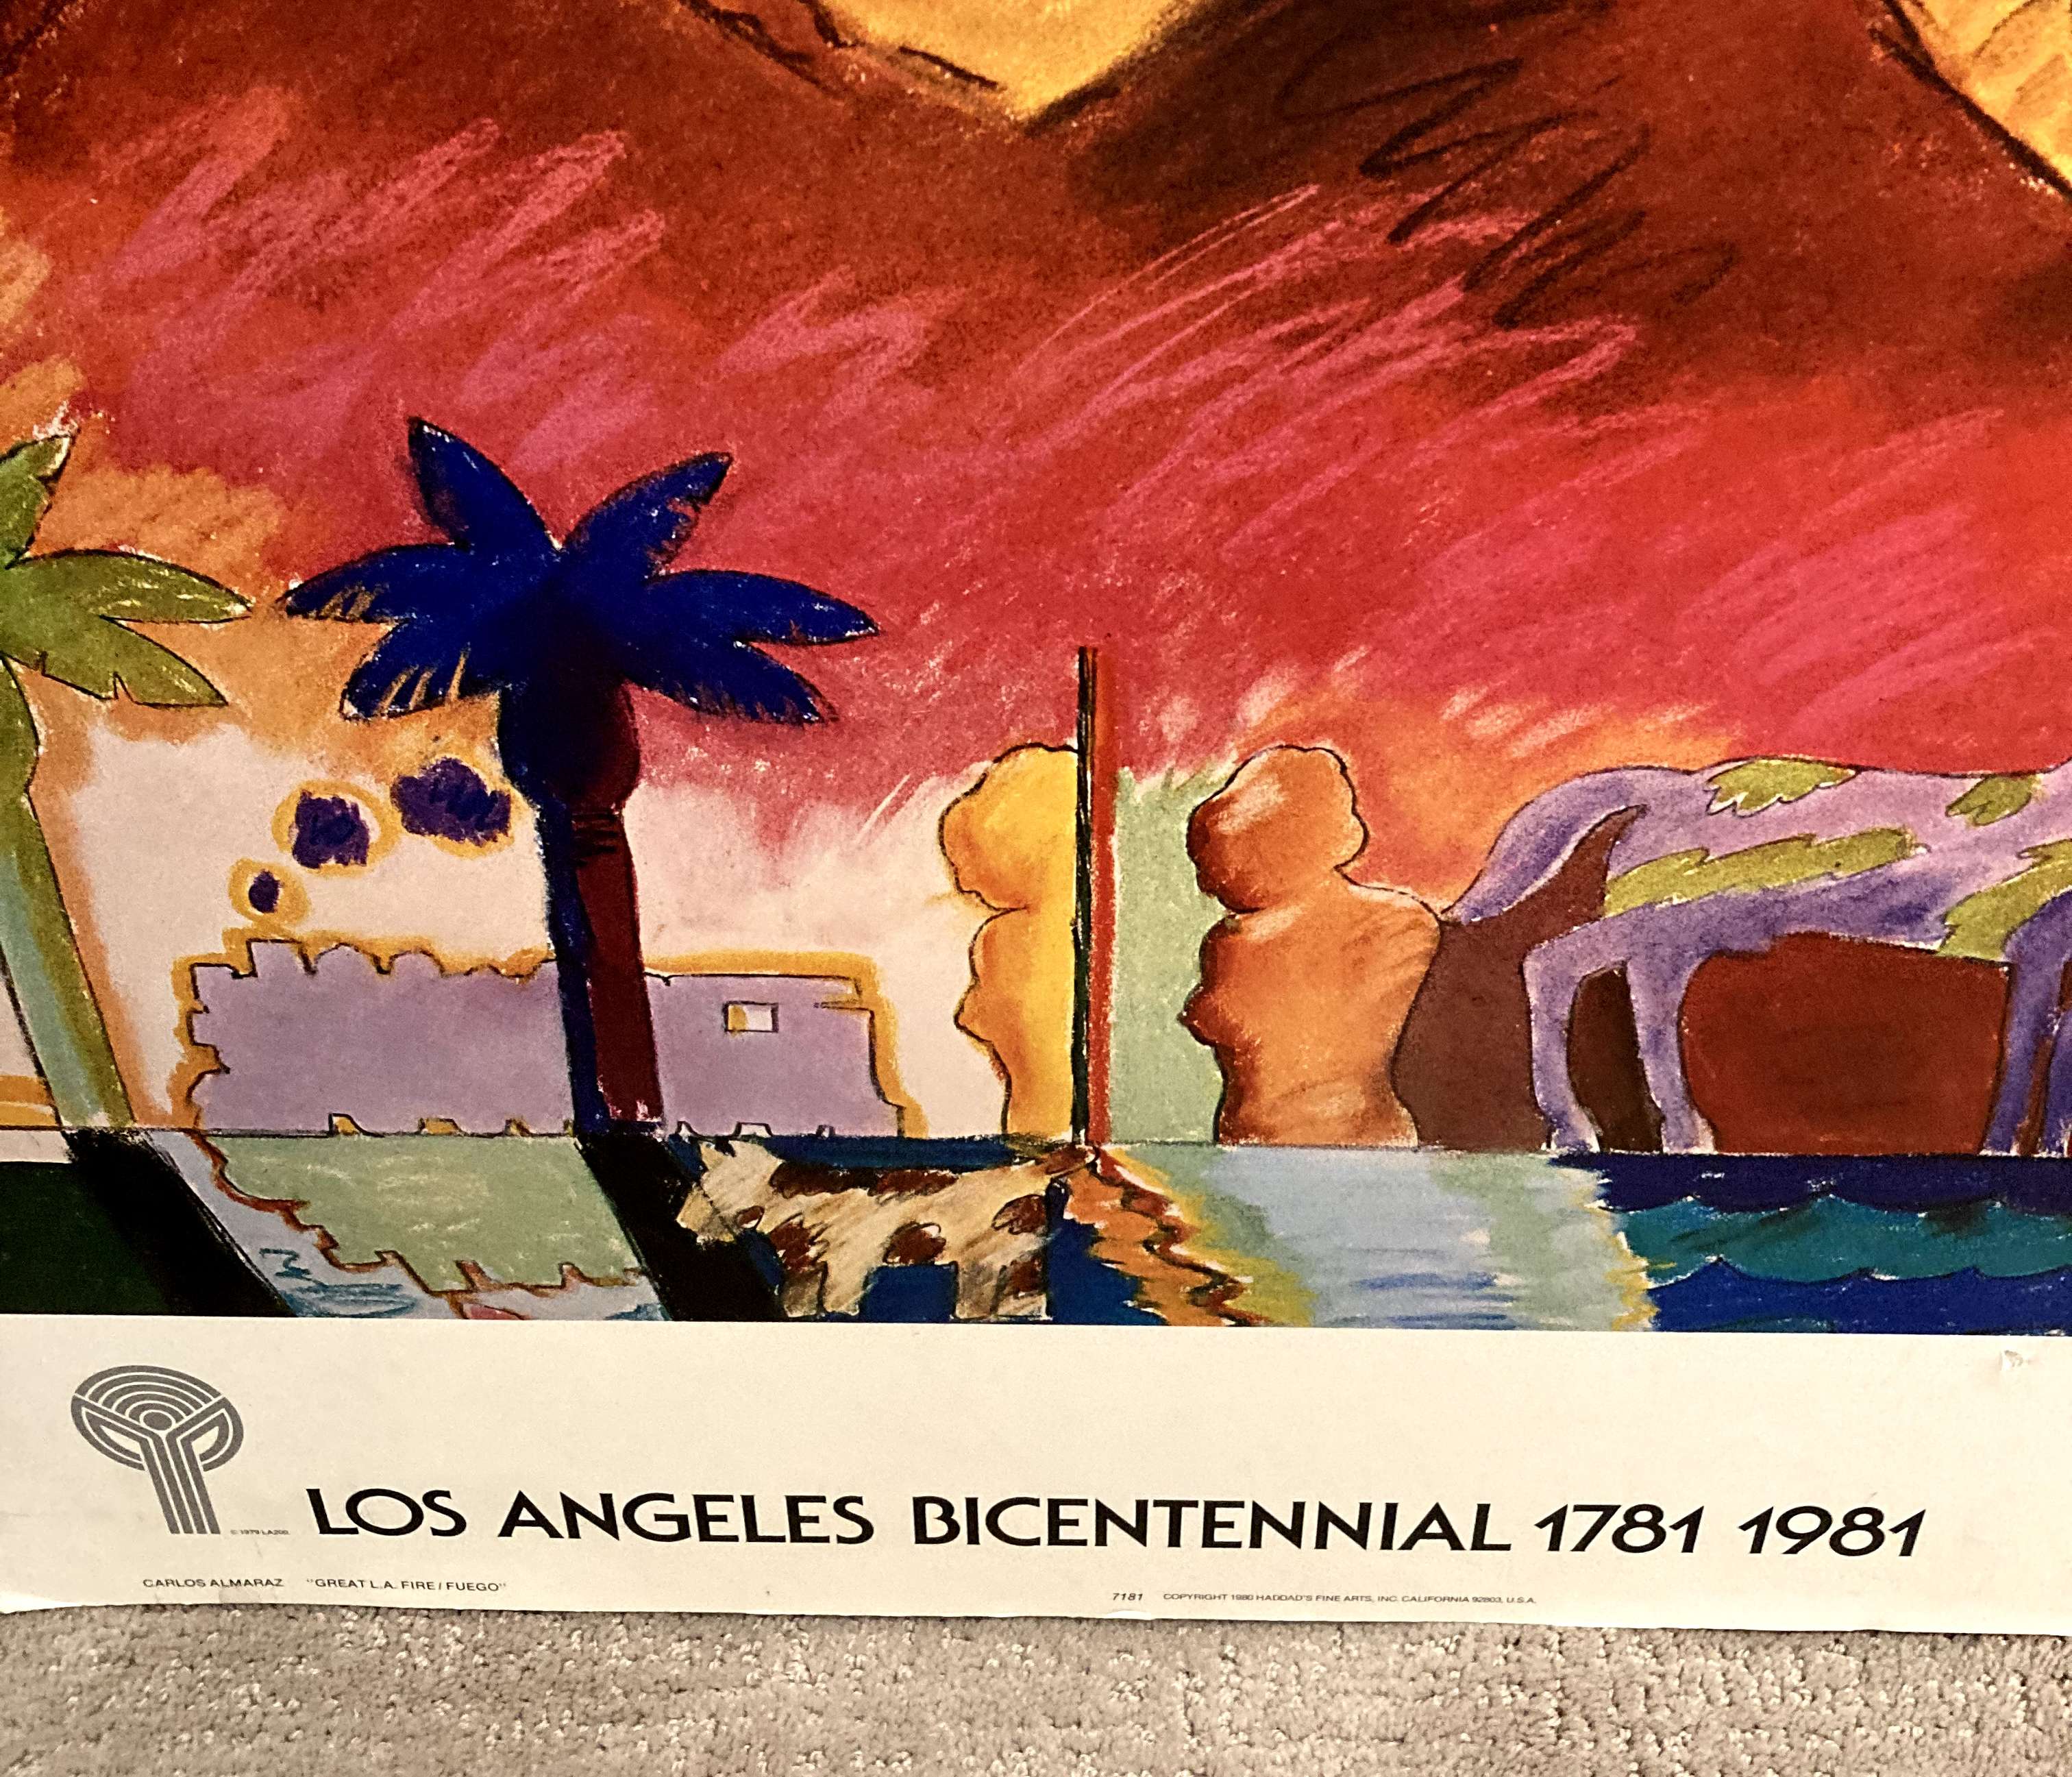 © 1979 LA200.
LOS ANGELES BICENTENNIAL 1781 1981
CARLOS ALMARAZ "GREAT L.A. FIRE / FUEGO"
7181 COPYRIGHT 1980 HADDAD'S FINE ARTS, INC. CALIFORNIA 92803, U.S.A.